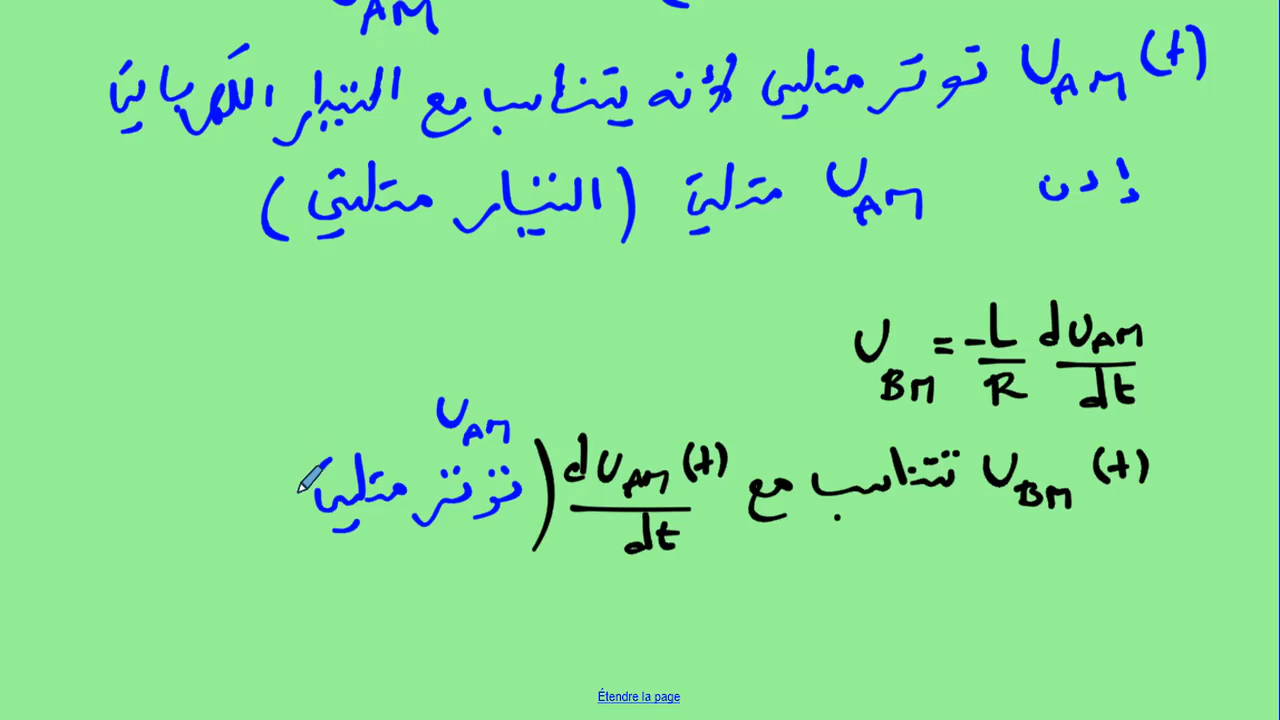 U_AM
U_AM(t) توتر مثلثي لأنه يتناسب مع التيار الكهربائي
إذن U_AM مثلثي (التيار مثلثي)
U_BM = -L/R dU_AM/dt
U_AM
U_BM(t) تتناسب مع dU_AM(t)/dt (توتر مثلثي
Étendre la page